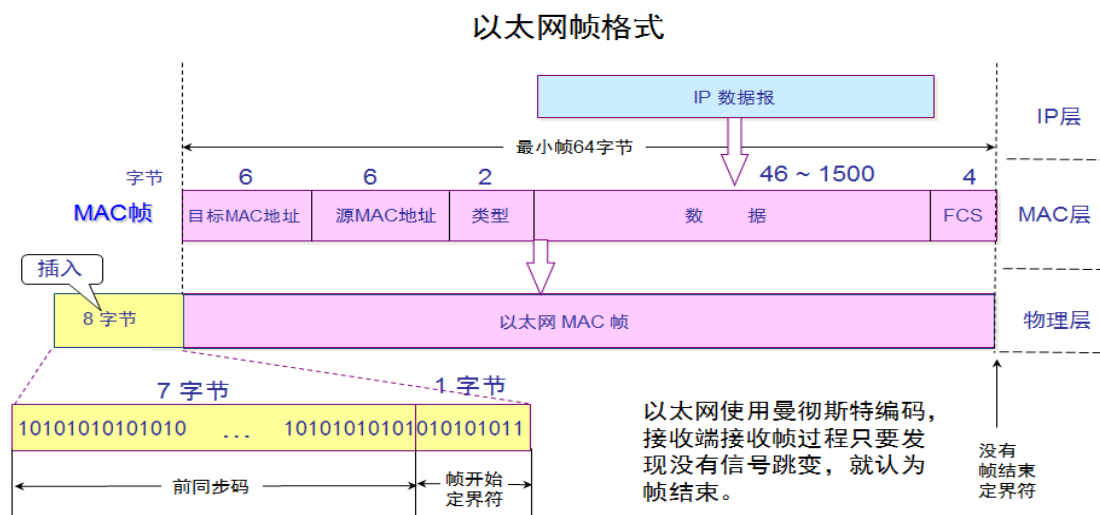 以太网帧格式
IP 数据报
IP层
最小帧64字节
字节 6 6 2 46 ~ 1500 4
MAC帧 目标MAC地址 源MAC地址 类型 数 据 FCS MAC层
插入
8 字节 以太网 MAC 帧 物理层
7 字节 1 字节
10101010101010 ... 10101010101010101011
前同步码
帧开始
定界符
以太网使用曼彻斯特编码，
接收端接收帧过程只要发
现没有信号跳变，就认为
帧结束。
没有
帧结束
定界符